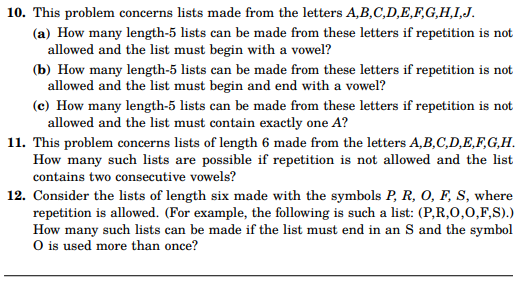 10. This problem concerns lists made from the letters A,B,C,D,E,F,G,H,I,J.
(a) How many length-5 lists can be made from these letters if repetition is not
allowed and the list must begin with a vowel?
(b) How many length-5 lists can be made from these letters if repetition is not
allowed and the list must begin and end with a vowel?
(c) How many length-5 lists can be made from these letters if repetition is not
allowed and the list must contain exactly one A?
11. This problem concerns lists of length 6 made from the letters A,B,C,D,E,F,G,H.
How many such lists are possible if repetition is not allowed and the list
contains two consecutive vowels?
12. Consider the lists of length six made with the symbols P, R, O, F, S, where
repetition is allowed. (For example, the following is such a list: (P,R,O,O,F,S).)
How many such lists can be made if the list must end in an S and the symbol
O is used more than once?